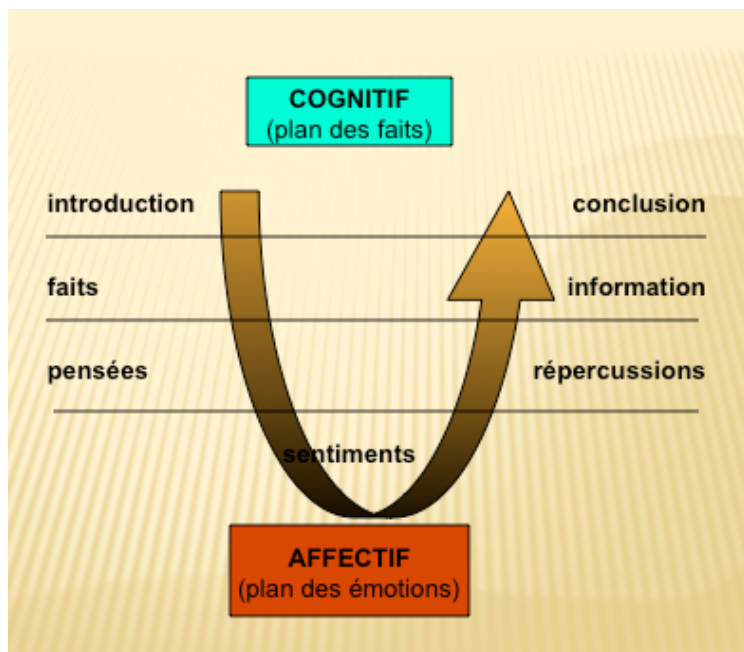 COGNITIF
(plan des faits)
introduction
conclusion
faits
information
pensées
répercussions
sentiments
AFFECTIF
(plan des émotions)